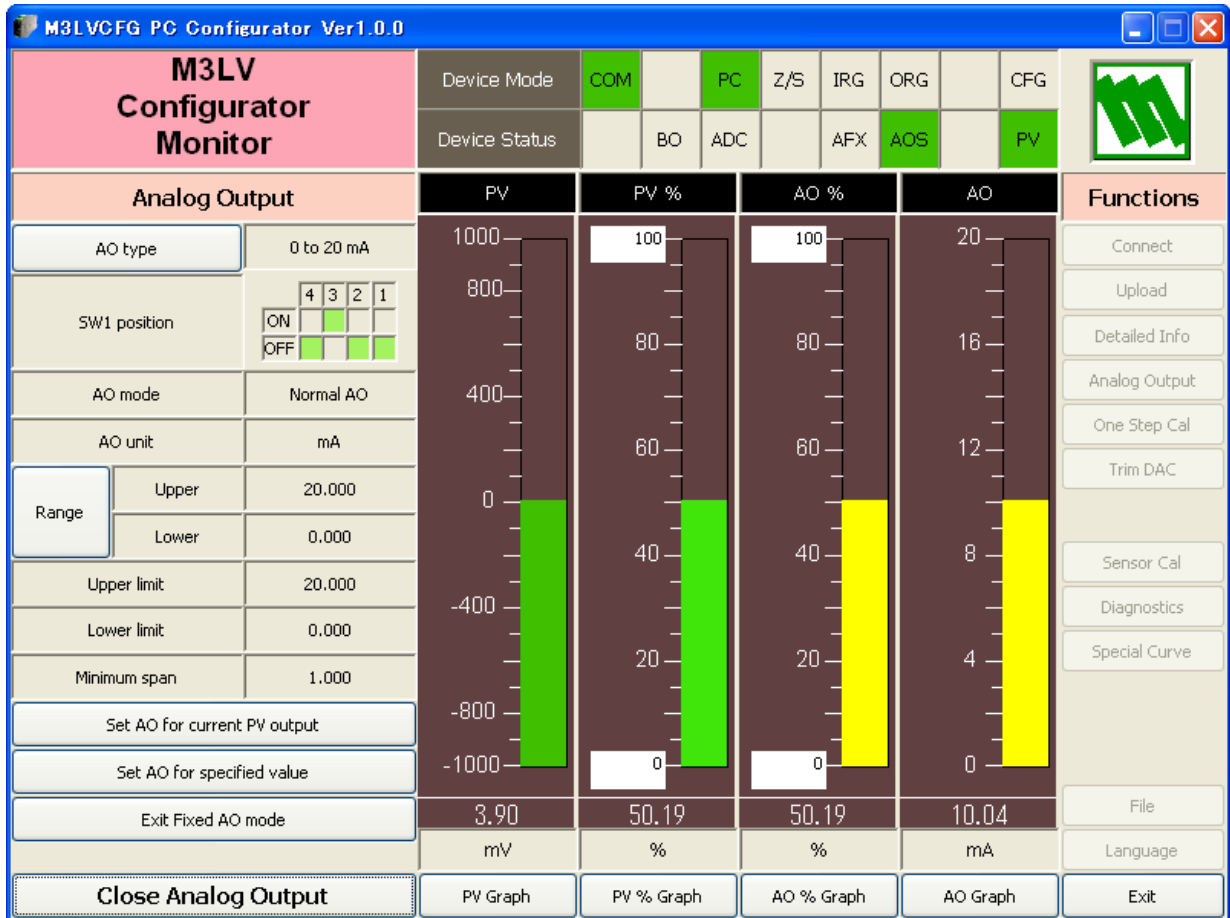 M3LVCFG PC Configurator Ver1.0.0
M3LV
Configurator
Monitor
Device Mode COM PC Z/S IRG ORG CFG
Device Status BO ADC AFX AOS PV
Analog Output
AO type 0 to 20 mA
SW1 position
4 3 2 1
ON
OFF
AO mode Normal AO
AO unit mA
Range
Upper 20.000
Lower 0.000
Upper limit 20.000
Lower limit 0.000
Minimum span 1.000
Set AO for current PV output
Set AO for specified value
Exit Fixed AO mode
Close Analog Output
PV
1000
800
400
0
-400
-800
-1000
3.90
mV
PV Graph
PV %
100
80
60
40
20
0
50.19
%
PV % Graph
AO %
100
80
60
40
20
0
50.19
%
AO % Graph
AO
20
16
12
8
4
0
10.04
mA
AO Graph
Functions
Connect
Upload
Detailed Info
Analog Output
One Step Cal
Trim DAC
Sensor Cal
Diagnostics
Special Curve
File
Language
Exit